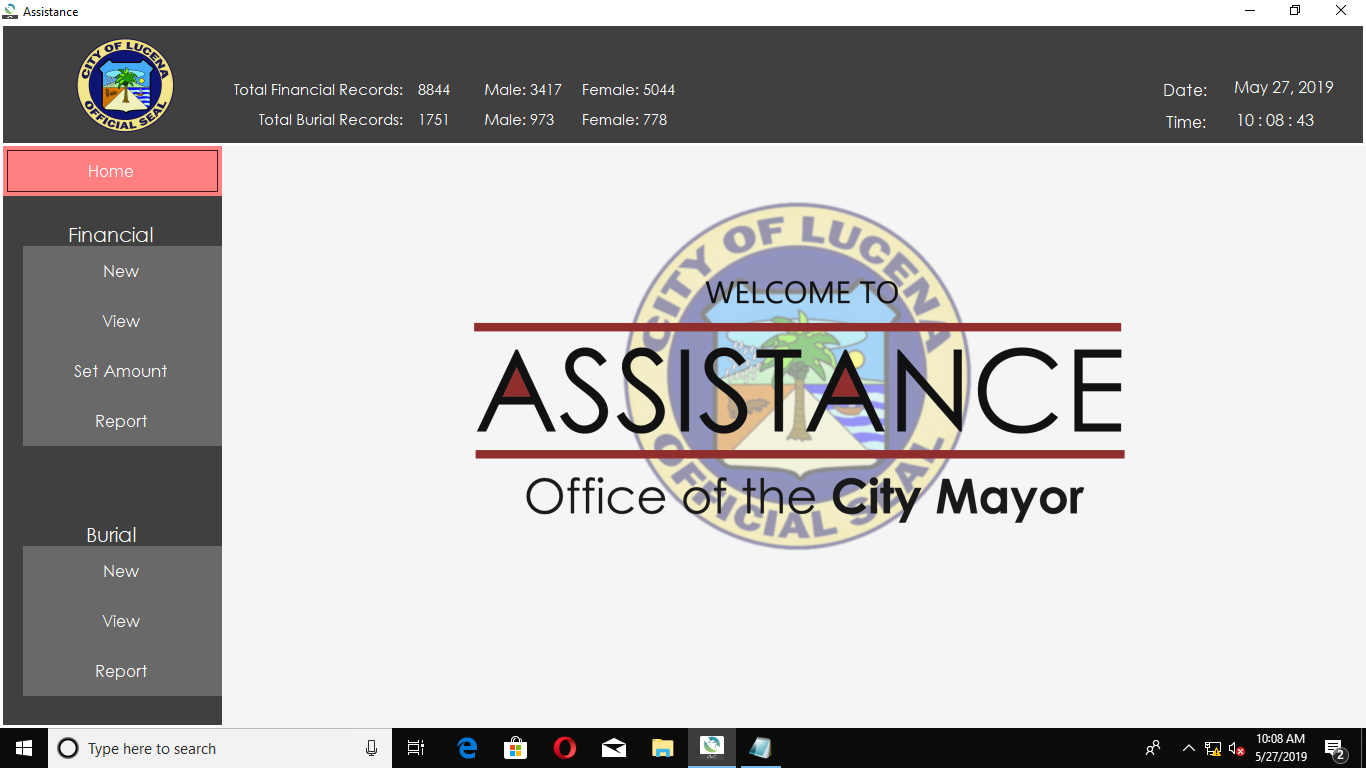 Assistance
CITY OF LUCENA
OFFICIAL SEAL
Total Financial Records: 8844 Male: 3417 Female: 5044
Total Burial Records: 1751 Male: 973 Female: 778
Date: May 27, 2019
Time: 10 : 08 : 43
Home
Financial
New
View
Set Amount
Report
Burial
New
View
Report
CITY OF LUCENA
WELCOME TO
ASSISTANCE
Office of the City Mayor
OFFICIAL SEAL
Type here to search
10:08 AM
5/27/2019
2